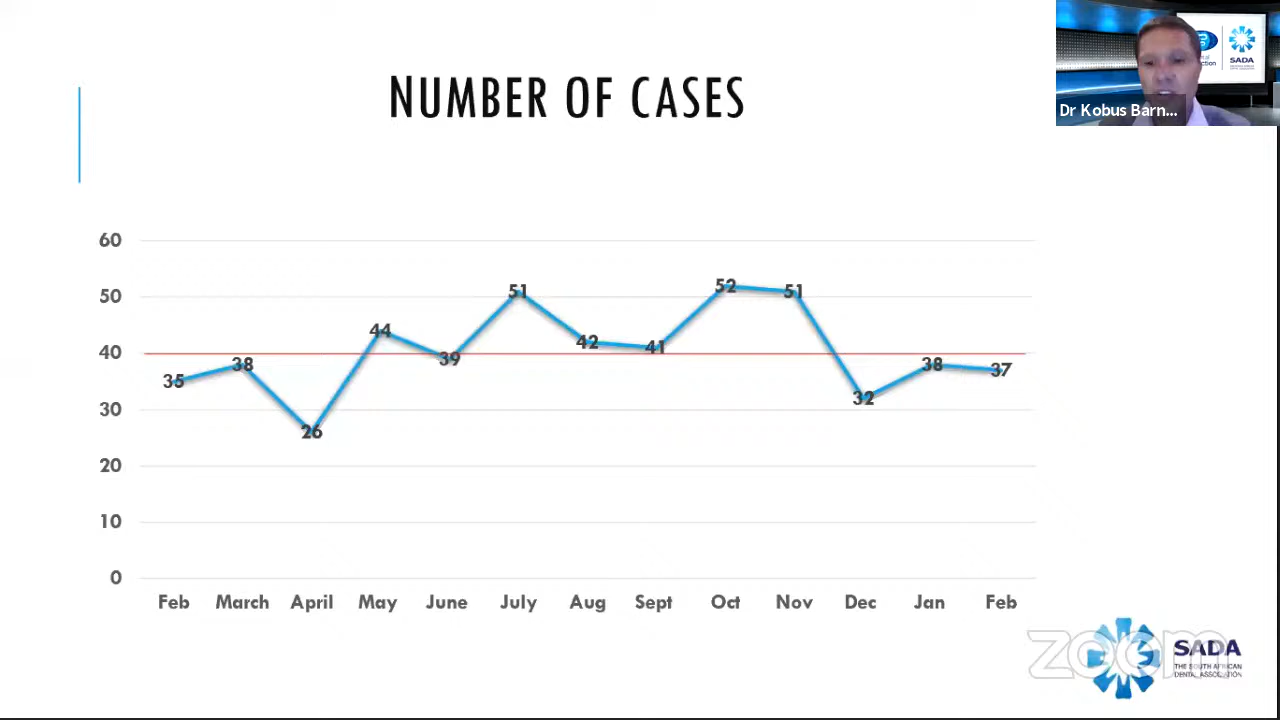 NUMBER OF CASES
SADA
Dr Kobus Barn...
60
50
40
30
20
10
0
35
38
26
44
39
51
42
41
52
51
32
38
37
Feb
March
April
May
June
July
Aug
Sept
Oct
Nov
Dec
Jan
Feb
zoom
SADA
THE SOUTH AFRICAN
DENTAL ASSOCIATION